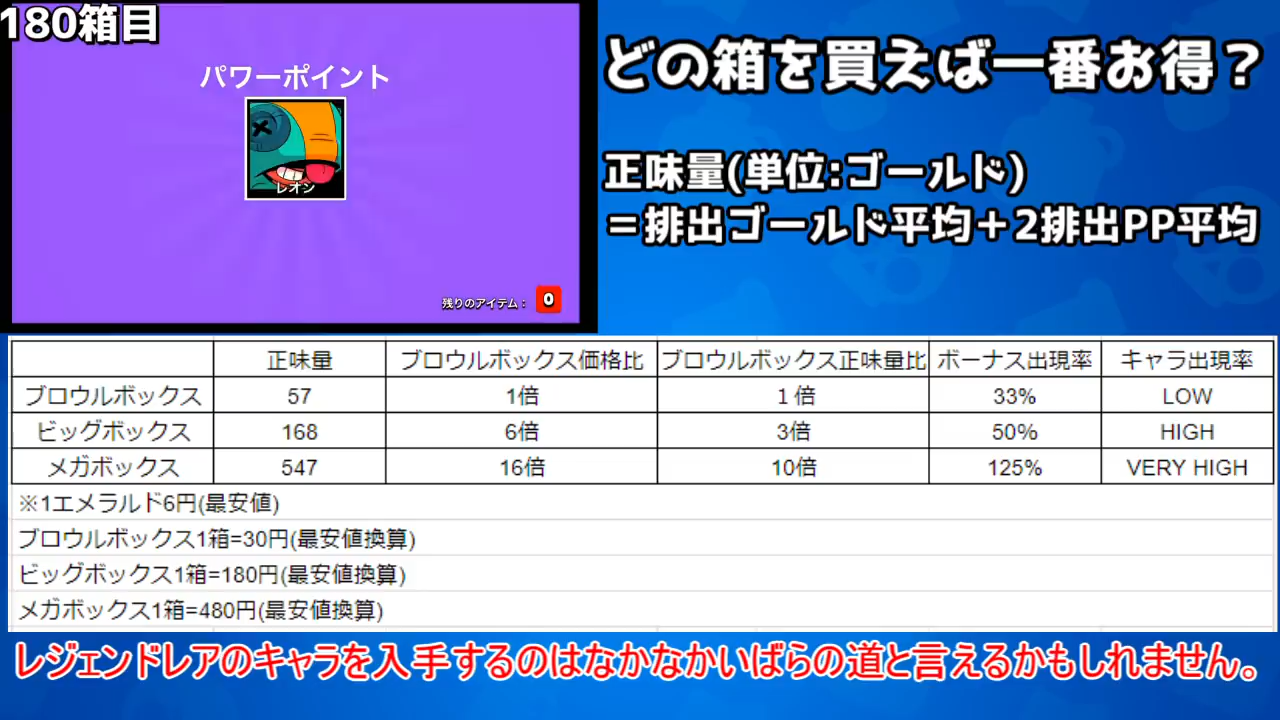 180箱目
パワーポイント
レオン
残りのアイテム： 0
どの箱を買えば一番お得？
正味量(単位:ゴールド)
＝排出ゴールド平均＋2排出PP平均
正味量 ブロウルボックス価格比 ブロウルボックス正味量比 ボーナス出現率 キャラ出現率
ブロウルボックス 57 1倍 1倍 33% LOW
ビッグボックス 168 6倍 3倍 50% HIGH
メガボックス 547 16倍 10倍 125% VERY HIGH
※1エメラルド6円(最安値)
ブロウルボックス1箱=30円(最安値換算)
ビッグボックス1箱=180円(最安値換算)
メガボックス1箱=480円(最安値換算)
レジェンドレアのキャラを入手するのはなかなかいばらの道と言えるかもしれません。